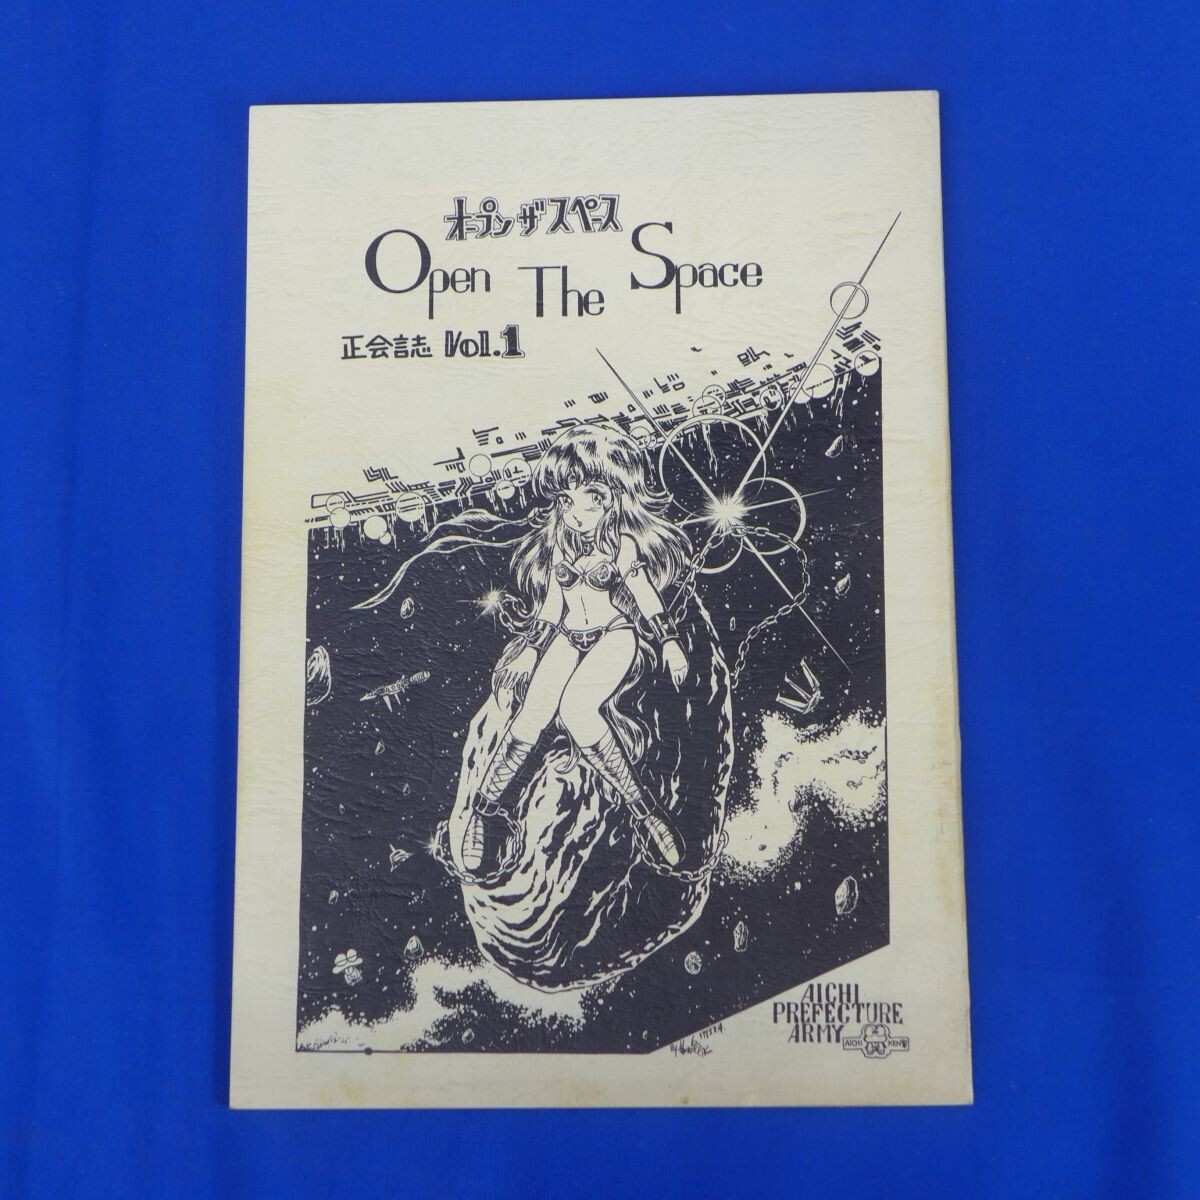 オープンザスペース
Open The Space
正会誌 Vol.1
AICHI
PREFECTURE
ARMY
AICHI